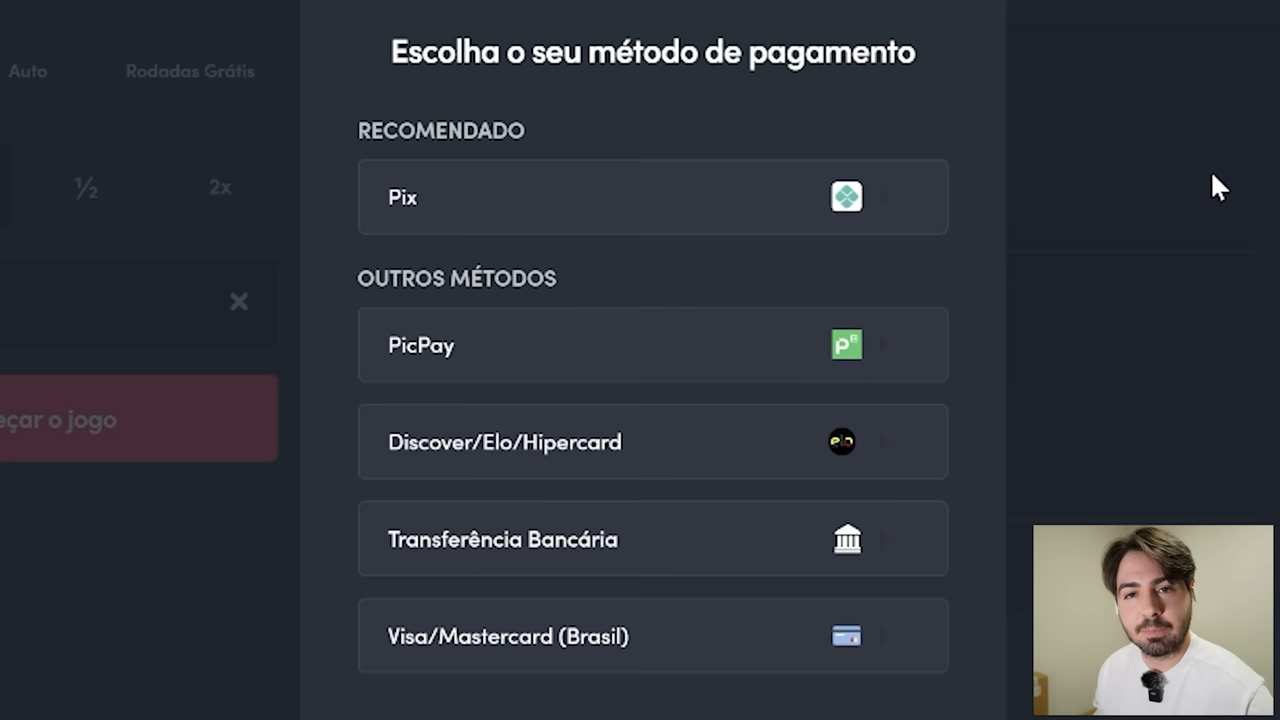 Escolha o seu método de pagamento
Auto
Rodadas Grátis
RECOMENDADO
½
2x
Pix
OUTROS MÉTODOS
PicPay
eçar o jogo
Discover/Elo/Hipercard
elo
Transferência Bancária
Visa/Mastercard (Brasil)